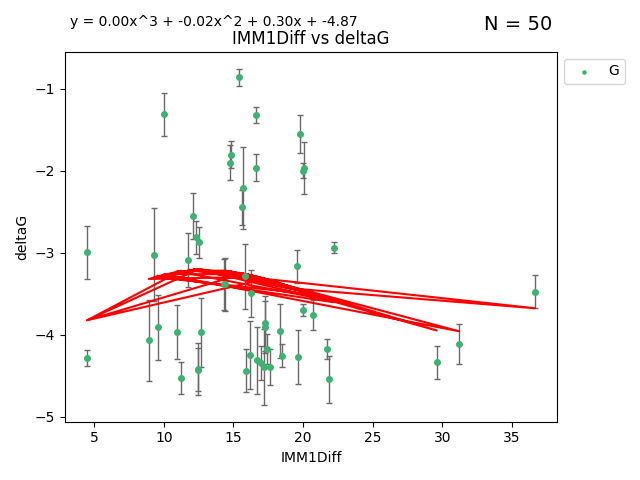 y = 0.00x^3 + -0.02x^2 + 0.30x + -4.87
N = 50
IMM1Diff vs deltaG
G
−1
−2
−3
−4
−5
deltaG
5 10 15 20 25 30 35
IMM1Diff